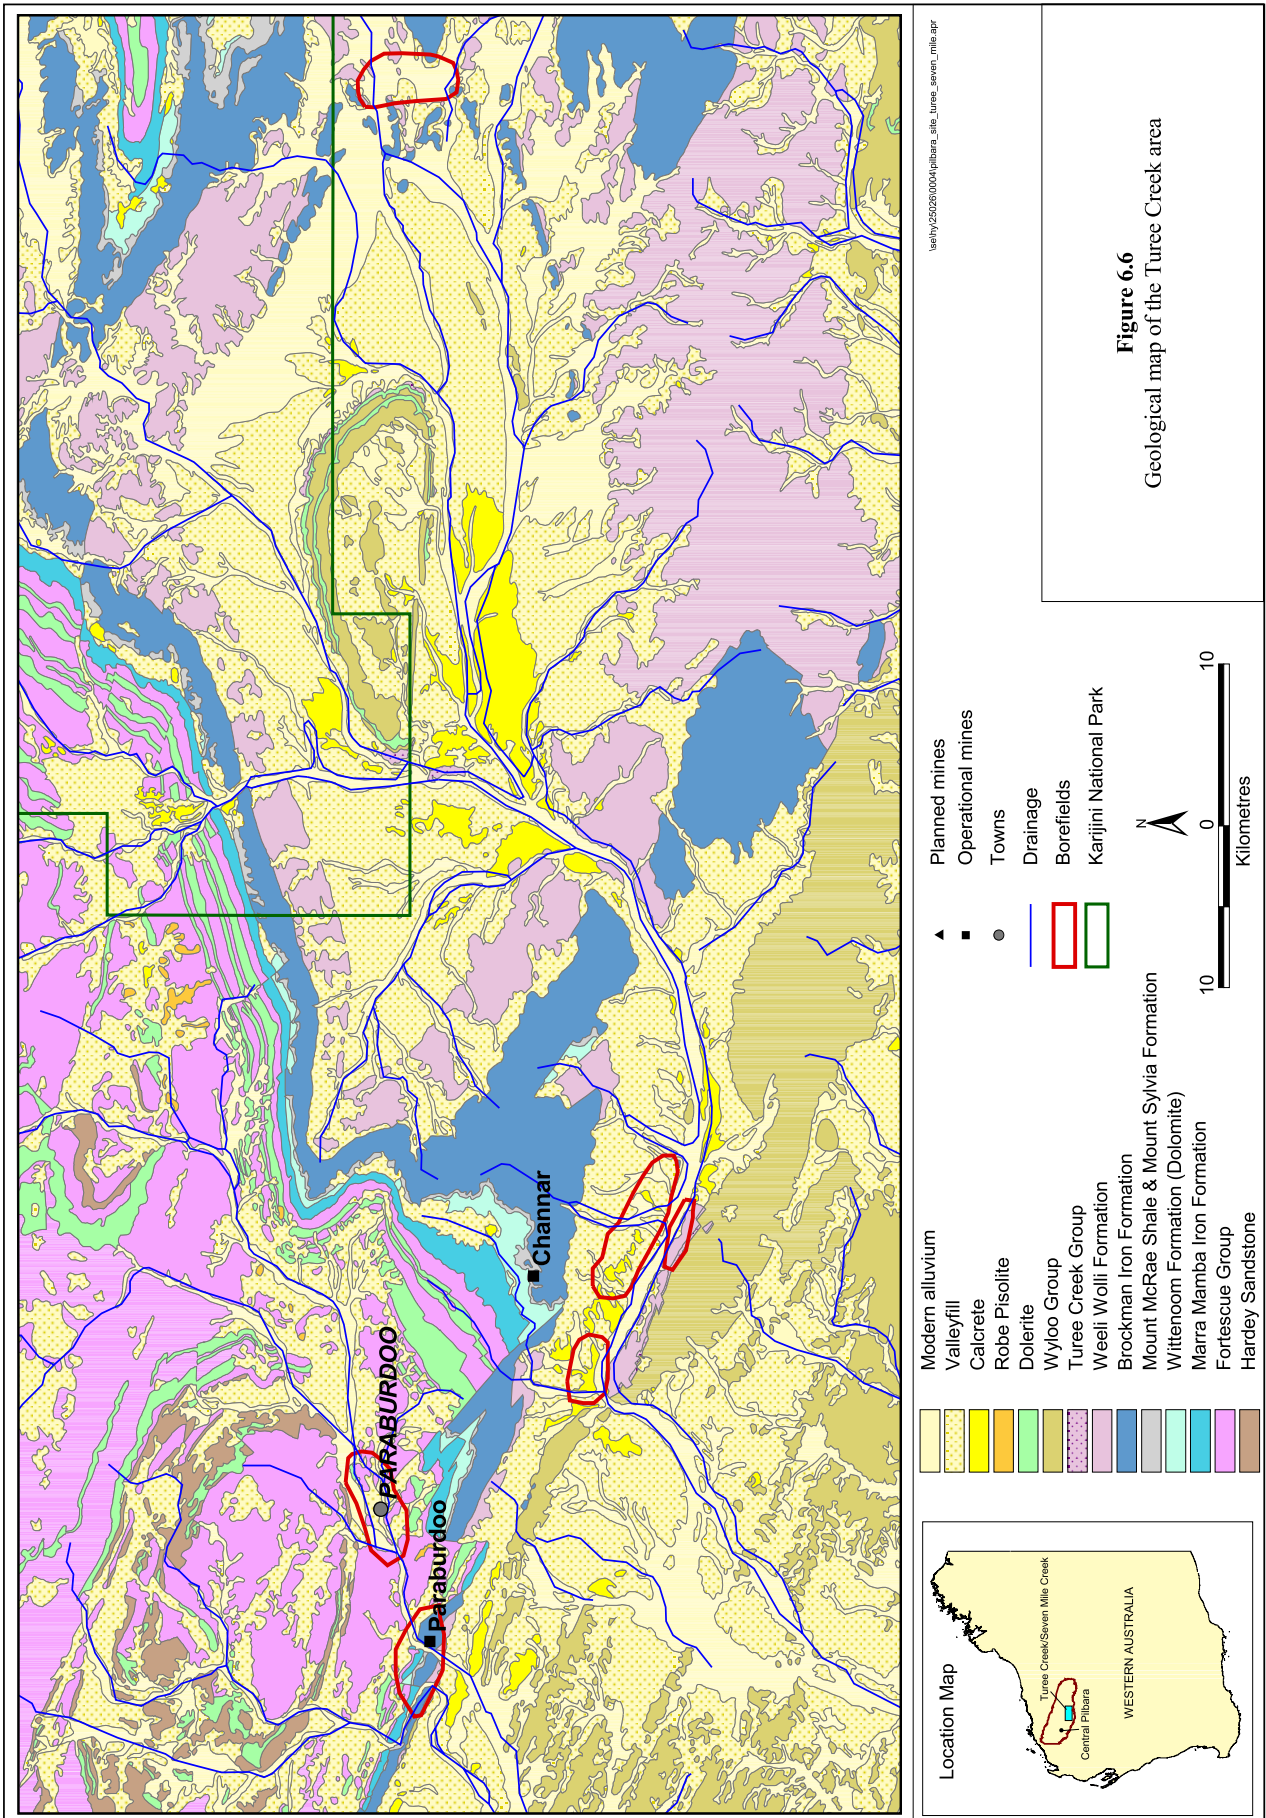 PARABURDOO
Paraburdoo
Channar
Location Map
Turee Creek/Seven Mile Creek
Central Pilbara
WESTERN AUSTRALIA
Modern alluvium
Valleyfill
Calcrete
Robe Pisolite
Dolerite
Wyloo Group
Turee Creek Group
Weeli Wolli Formation
Brockman Iron Formation
Mount McRae Shale & Mount Sylvia Formation
Wittenoom Formation (Dolomite)
Marra Mamba Iron Formation
Fortescue Group
Hardey Sandstone
Planned mines
Operational mines
Towns
Drainage
Borefields
Karijini National Park
N
10 0 10
Kilometres
\se\hy\25026\0004\pilbara_site_turee_seven_mile.apr
Figure 6.6
Geological map of the Turee Creek area